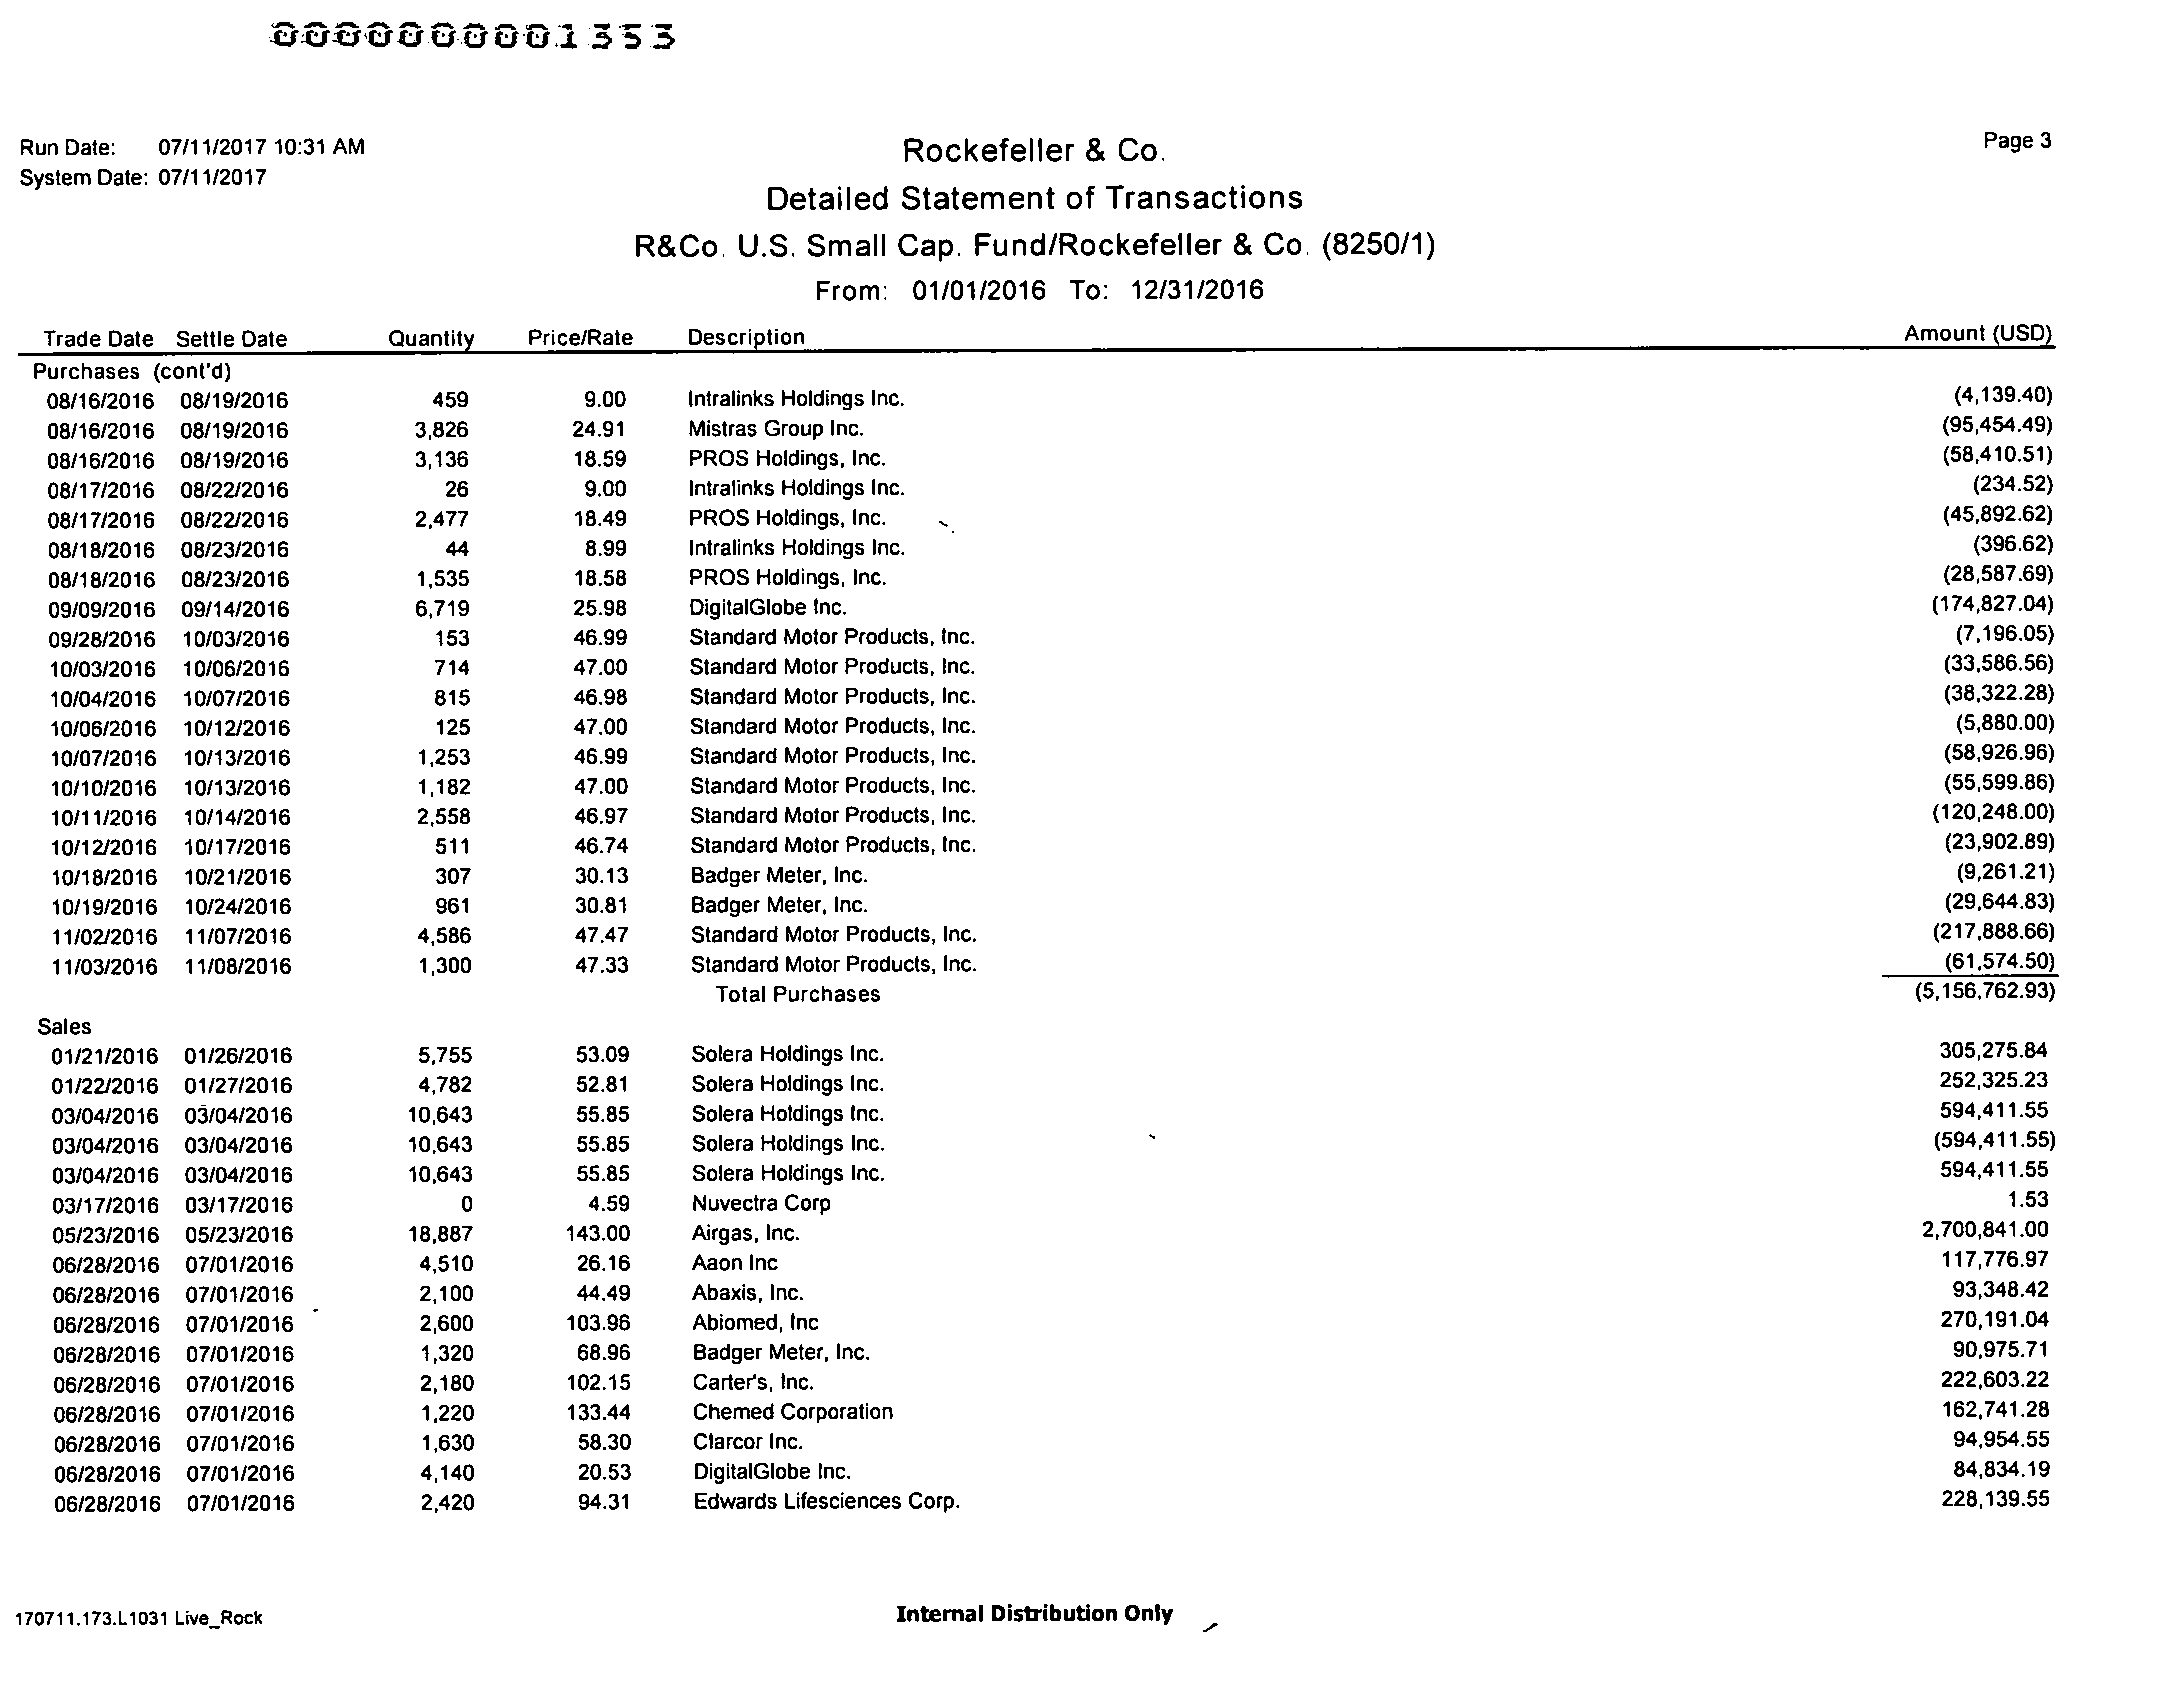 0000000001353
Run Date: 07/11/2017 10:31 AM
System Date: 07/11/2017
Rockefeller & Co.
Page 3
Detailed Statement of Transactions
R&Co. U.S. Small Cap. Fund/Rockefeller & Co. (8250/1)
From: 01/01/2016 To: 12/31/2016
Trade Date Settle Date Quantity Price/Rate Description Amount (USD)
Purchases (cont'd)
08/16/2016 08/19/2016 459 9.00 Intralinks Holdings Inc. (4,139.40)
08/16/2016 08/19/2016 3,826 24.91 Mistras Group Inc. (95,454.49)
08/16/2016 08/19/2016 3,136 18.59 PROS Holdings, Inc. (58,410.51)
08/17/2016 08/22/2016 26 9.00 Intralinks Holdings Inc. (234.52)
08/17/2016 08/22/2016 2,477 18.49 PROS Holdings, Inc. (45,892.62)
08/18/2016 08/23/2016 44 8.99 Intralinks Holdings Inc. (396.62)
08/18/2016 08/23/2016 1,535 18.58 PROS Holdings, Inc. (28,587.69)
09/09/2016 09/14/2016 6,719 25.98 DigitalGlobe Inc. (174,827.04)
09/28/2016 10/03/2016 153 46.99 Standard Motor Products, Inc. (7,196.05)
10/03/2016 10/06/2016 714 47.00 Standard Motor Products, Inc. (33,586.56)
10/04/2016 10/07/2016 815 46.98 Standard Motor Products, Inc. (38,322.28)
10/06/2016 10/12/2016 125 47.00 Standard Motor Products, Inc. (5,880.00)
10/07/2016 10/13/2016 1,253 46.99 Standard Motor Products, Inc. (58,926.96)
10/10/2016 10/13/2016 1,182 47.00 Standard Motor Products, Inc. (55,599.86)
10/11/2016 10/14/2016 2,558 46.97 Standard Motor Products, Inc. (120,248.00)
10/12/2016 10/17/2016 511 46.74 Standard Motor Products, Inc. (23,902.89)
10/18/2016 10/21/2016 307 30.13 Badger Meter, Inc. (9,261.21)
10/19/2016 10/24/2016 961 30.81 Badger Meter, Inc. (29,644.83)
11/02/2016 11/07/2016 4,586 47.47 Standard Motor Products, Inc. (217,888.66)
11/03/2016 11/08/2016 1,300 47.33 Standard Motor Products, Inc. (61,574.50)
Total Purchases (5,156,762.93)
Sales
01/21/2016 01/26/2016 5,755 53.09 Solera Holdings Inc. 305,275.84
01/22/2016 01/27/2016 4,782 52.81 Solera Holdings Inc. 252,325.23
03/04/2016 03/04/2016 10,643 55.85 Solera Holdings Inc. 594,411.55
03/04/2016 03/04/2016 10,643 55.85 Solera Holdings Inc. (594,411.55)
03/04/2016 03/04/2016 10,643 55.85 Solera Holdings Inc. 594,411.55
03/17/2016 03/17/2016 0 4.59 Nuvectra Corp 1.53
05/23/2016 05/23/2016 18,887 143.00 Airgas, Inc. 2,700,841.00
06/28/2016 07/01/2016 4,510 26.16 Aaon Inc 117,776.97
06/28/2016 07/01/2016 2,100 44.49 Abaxis, Inc. 93,348.42
06/28/2016 07/01/2016 2,600 103.96 Abiomed, Inc 270,191.04
06/28/2016 07/01/2016 1,320 68.96 Badger Meter, Inc. 90,975.71
06/28/2016 07/01/2016 2,180 102.15 Carter's, Inc. 222,603.22
06/28/2016 07/01/2016 1,220 133.44 Chemed Corporation 162,741.28
06/28/2016 07/01/2016 1,630 58.30 Clarcor Inc. 94,954.55
06/28/2016 07/01/2016 4,140 20.53 DigitalGlobe Inc. 84,834.19
06/28/2016 07/01/2016 2,420 94.31 Edwards Lifesciences Corp. 228,139.55
170711.173.L1031 Live_Rock
Internal Distribution Only